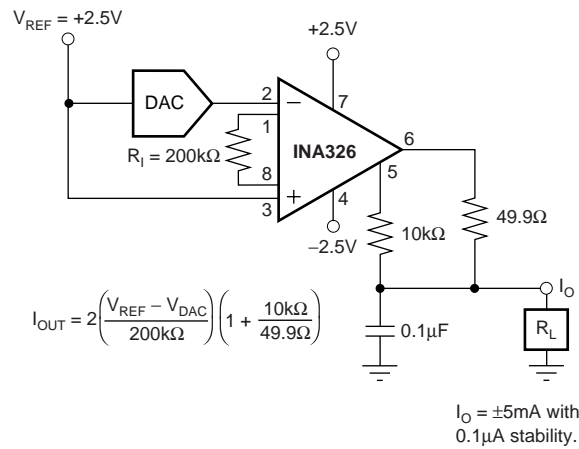 V_REF = +2.5V
+2.5V
DAC
2
−
7
1
R_I = 200kΩ
INA326
6
8
5
+
3
4
−2.5V
10kΩ
49.9Ω
I_O
I_OUT = 2((V_REF − V_DAC)/200kΩ)(1 + 10kΩ/49.9Ω)
0.1μF
R_L
I_O = ±5mA with
0.1μA stability.